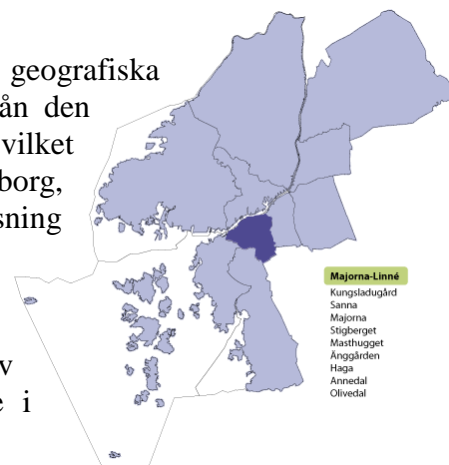 geografiska
ån den
vilket
borg,
sning
v
e i
Majorna-Linné
Kungsladugård
Sanna
Majorna
Stigberget
Masthugget
Änggården
Haga
Annedal
Olivedal